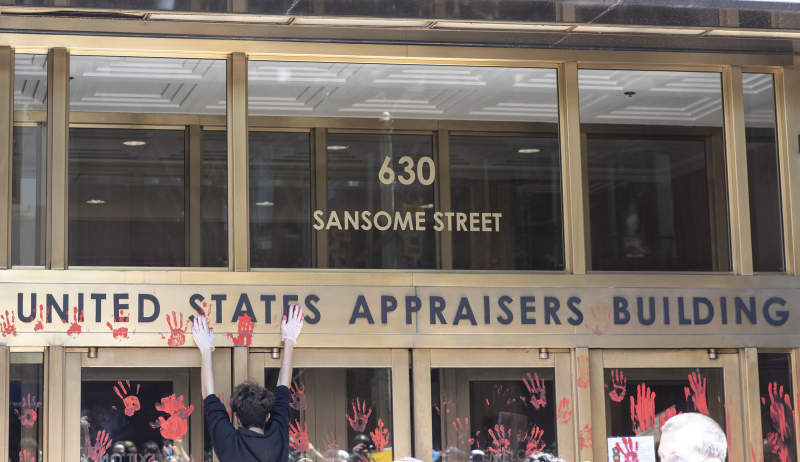 630
SANSOME STREET
UNITED STATES APPRAISERS BUILDING